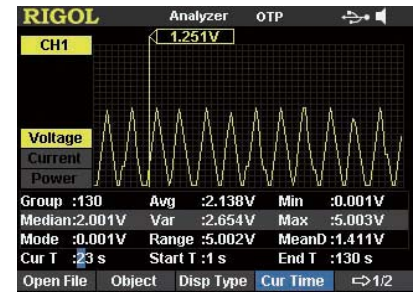 RIGOL Analyzer OTP
CH1
1.251V
Voltage
Current
Power
Group :130 Avg :2.138V Min :0.001V
Median:2.001V Var :2.654V Max :5.003V
Mode :0.001V Range :5.002V MeanD:1.411V
Cur T :23 s Start T :1 s End T :130 s
Open File Object Disp Type Cur Time ⇨1/2